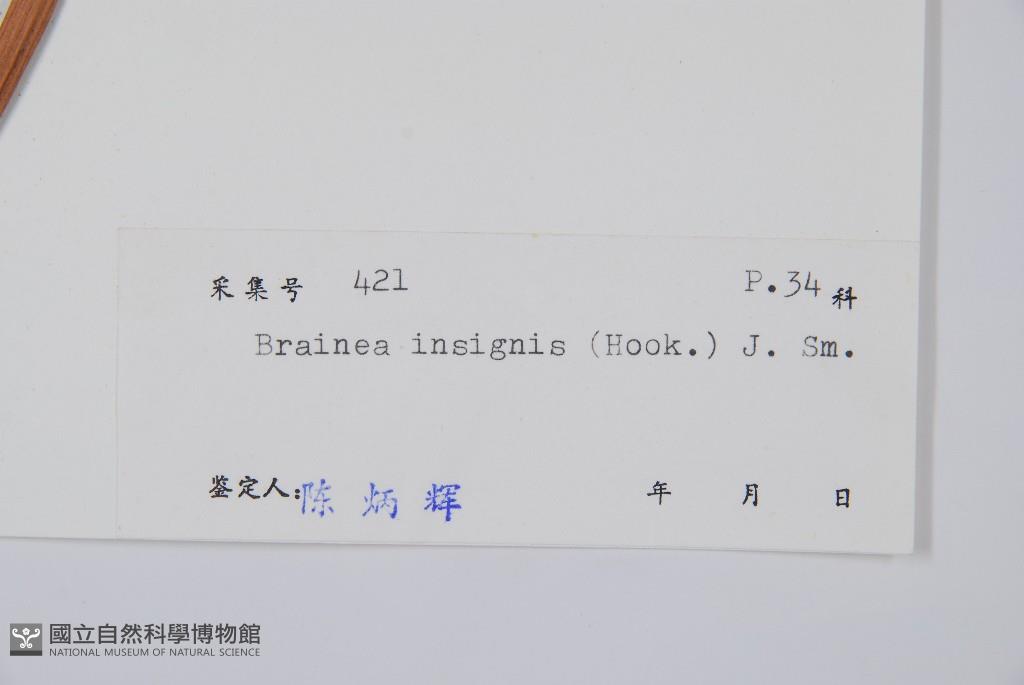 采集号 421 P.34 科
Brainea insignis (Hook.) J. Sm.
鉴定人: 陈炳辉 年 月 日
國立自然科學博物館
NATIONAL MUSEUM OF NATURAL SCIENCE